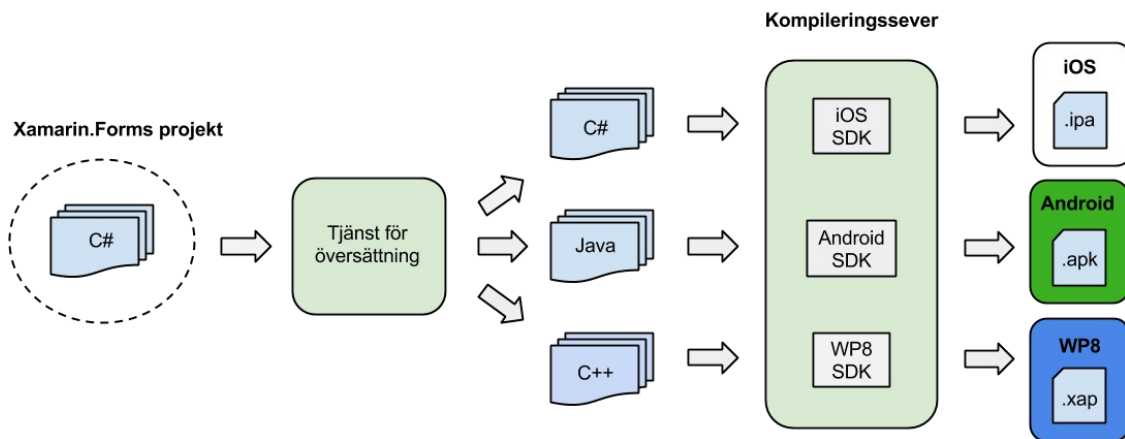 Kompileringssever
Xamarin.Forms projekt
C#
Tjänst för
översättning
C#
Java
C++
iOS
SDK
Android
SDK
WP8
SDK
iOS
.ipa
Android
.apk
WP8
.xap